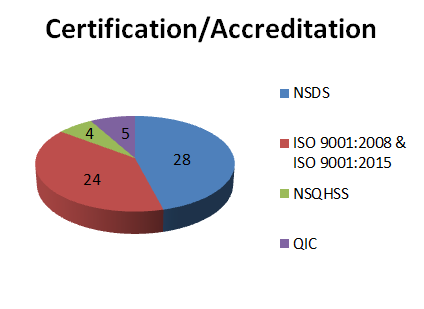 Certification/Accreditation
NSDS
ISO 9001:2008 &
ISO 9001:2015
NSQHSS
QIC
4
5
28
24